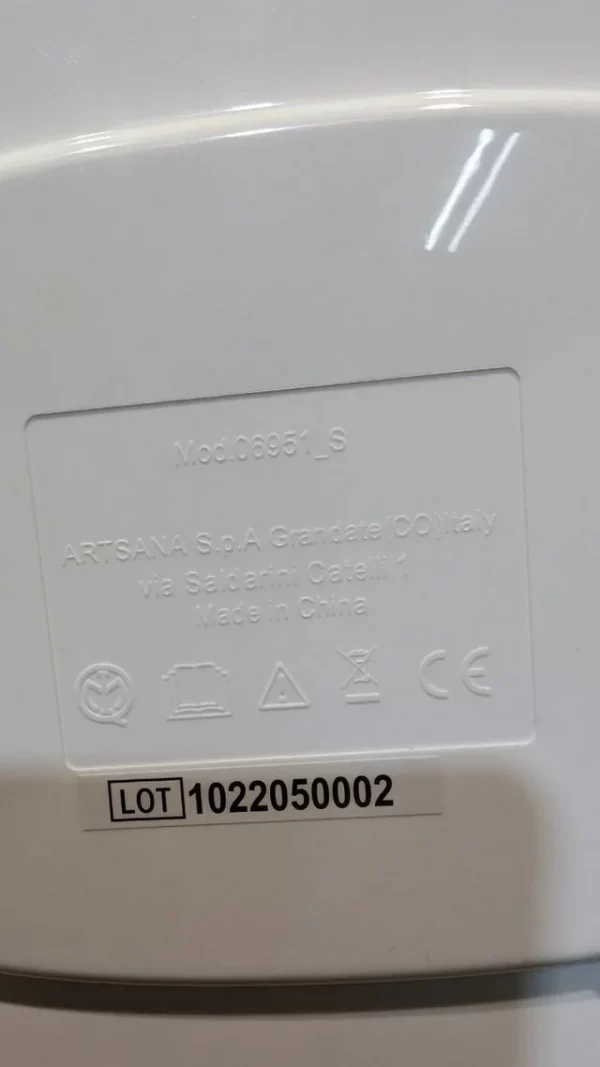 Mod.06951_S
ARTSANA S.p.A Grandate(CO)Italy
via Saldarini Catelli 1
Made in China
CE
LOT 1022050002